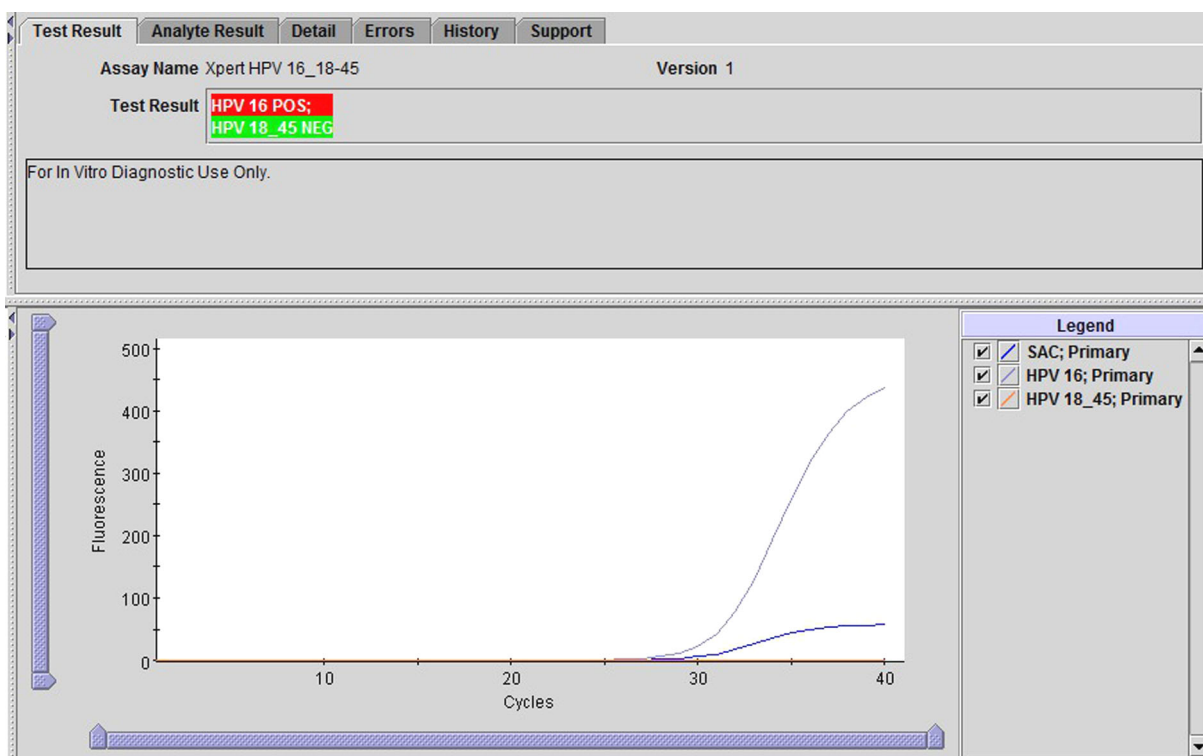 Test Result Analyte Result Detail Errors History Support
Assay Name Xpert HPV 16_18-45 Version 1
Test Result HPV 16 POS;
HPV 18_45 NEG
For In Vitro Diagnostic Use Only.
Legend
SAC; Primary
HPV 16; Primary
HPV 18_45; Primary
500
400
300
200
100
0
Fluorescence
10 20 30 40
Cycles